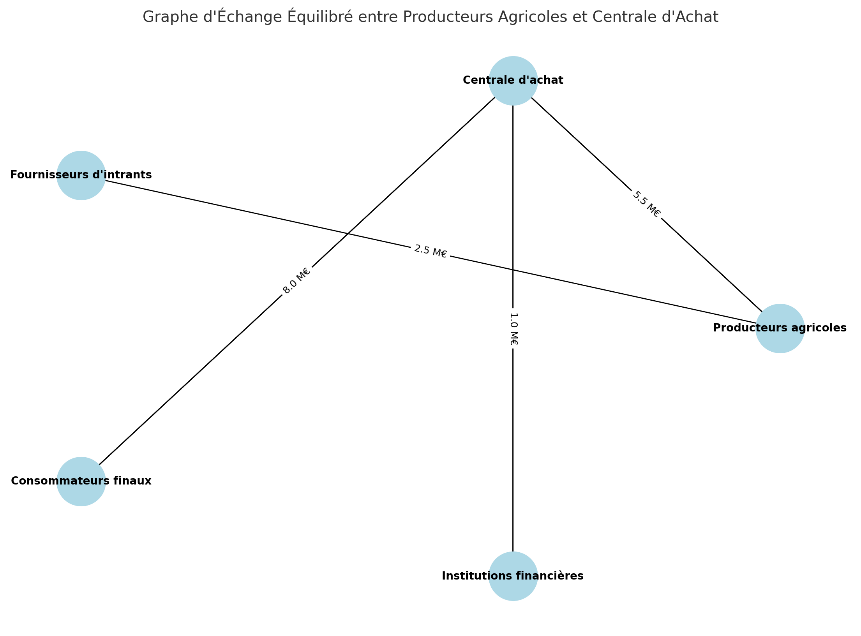 Graphe d'Échange Équilibré entre Producteurs Agricoles et Centrale d'Achat
Centrale d'achat
Fournisseurs d'intrants
5.5 M€
2.5 M€
8.0 M€
1.0 M€
Producteurs agricoles
Consommateurs finaux
Institutions financières